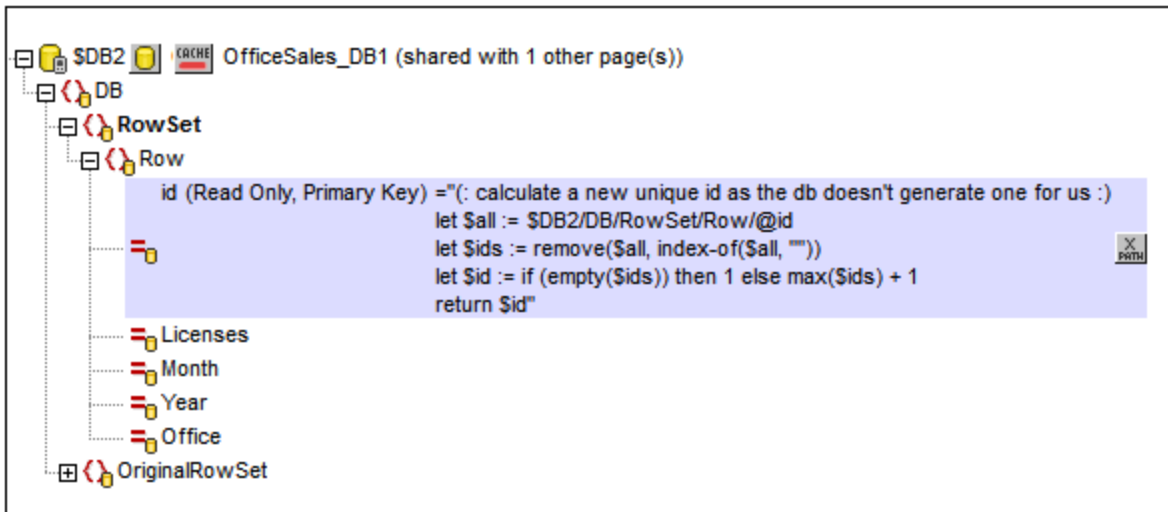 $DB2 CACHE OfficeSales_DB1 (shared with 1 other page(s))
DB
RowSet
Row
id (Read Only, Primary Key) ="(: calculate a new unique id as the db doesn't generate one for us :)
let $all := $DB2/DB/RowSet/Row/@id
let $ids := remove($all, index-of($all, ""))
let $id := if (empty($ids)) then 1 else max($ids) + 1
return $id"
X
PATH
Licenses
Month
Year
Office
OriginalRowSet